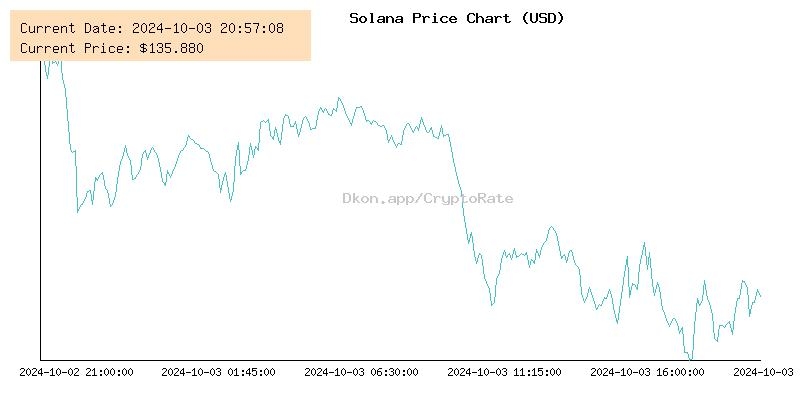 Solana Price Chart (USD)
Current Date: 2024-10-03 20:57:08
Current Price: $135.880
Dkon.app/CryptoRate
2024-10-02 21:00:00 2024-10-03 01:45:00 2024-10-03 06:30:00 2024-10-03 11:15:00 2024-10-03 16:00:00 2024-10-03